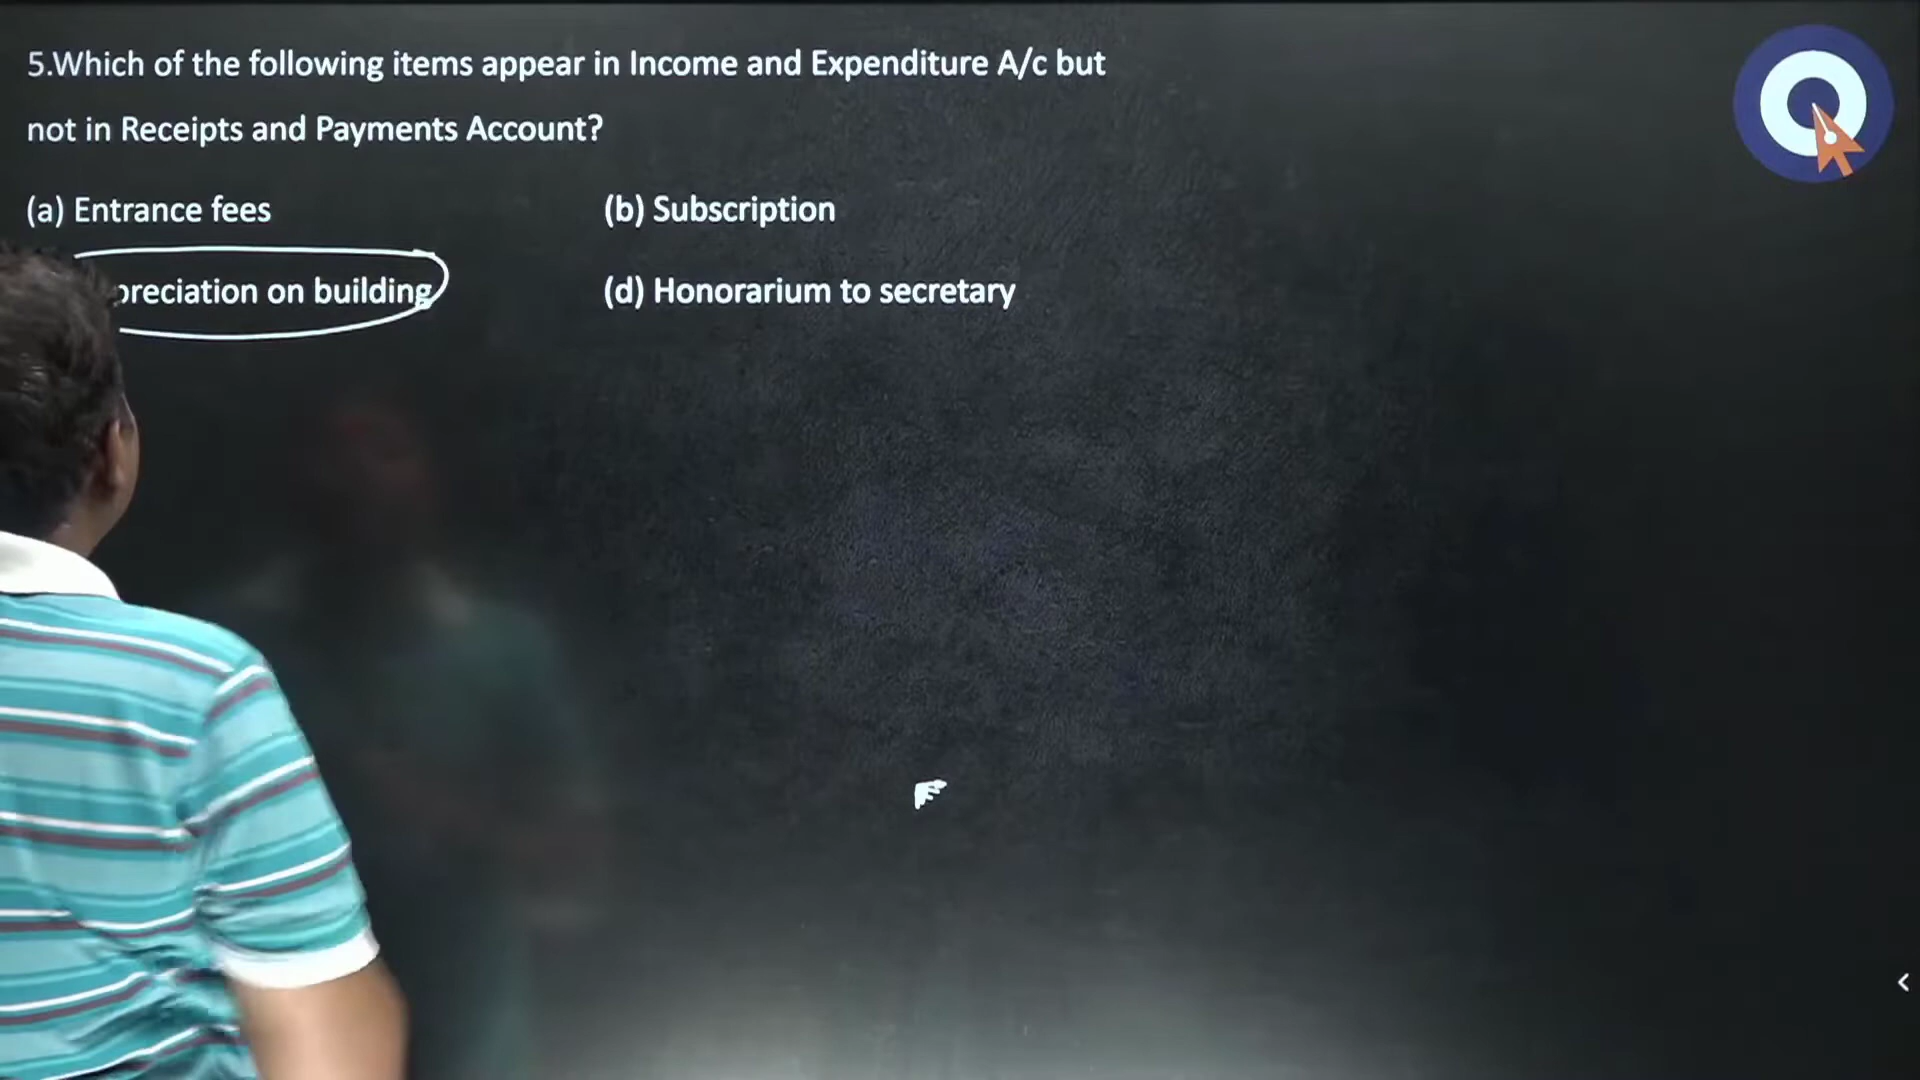 5.Which of the following items appear in Income and Expenditure A/c but
not in Receipts and Payments Account?
(a) Entrance fees (b) Subscription
preciation on building (d) Honorarium to secretary